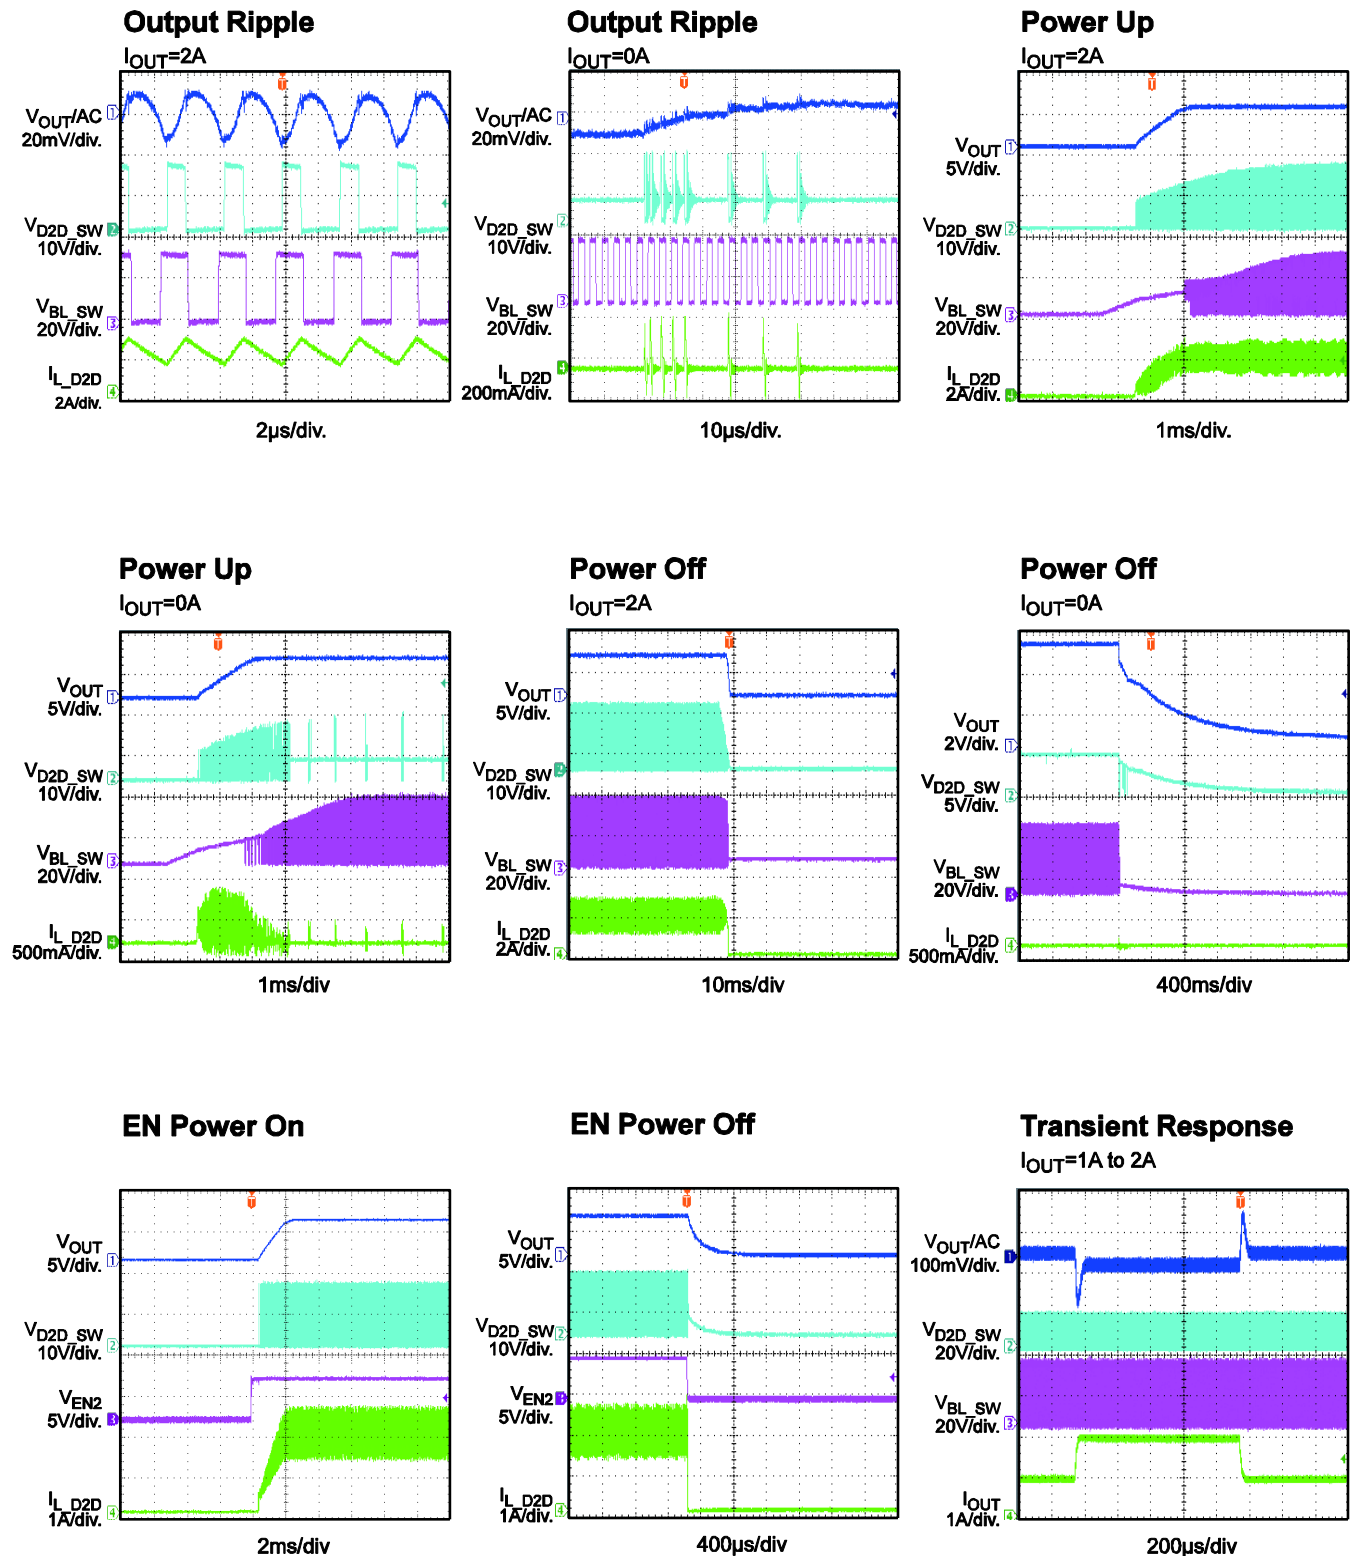 Output Ripple
IOUT=2A
VOUT/AC
20mV/div.
VD2D_SW
10V/div.
VBL_SW
20V/div.
IL_D2D
2A/div.
2µs/div.
Output Ripple
IOUT=0A
VOUT/AC
20mV/div.
VD2D_SW
10V/div.
VBL_SW
20V/div.
IL_D2D
200mA/div.
10µs/div.
Power Up
IOUT=2A
VOUT
5V/div.
VD2D_SW
10V/div.
VBL_SW
20V/div.
IL_D2D
2A/div.
1ms/div.
Power Up
IOUT=0A
VOUT
5V/div.
VD2D_SW
10V/div.
VBL_SW
20V/div.
IL_D2D
500mA/div.
1ms/div
Power Off
IOUT=2A
VOUT
5V/div.
VD2D_SW
10V/div.
VBL_SW
20V/div.
IL_D2D
2A/div.
10ms/div
Power Off
IOUT=0A
VOUT
2V/div.
VD2D_SW
5V/div.
VBL_SW
20V/div.
IL_D2D
500mA/div.
400ms/div
EN Power On
VOUT
5V/div.
VD2D_SW
10V/div.
VEN2
5V/div.
IL_D2D
1A/div.
2ms/div
EN Power Off
VOUT
5V/div.
VD2D_SW
10V/div.
VEN2
5V/div.
IL_D2D
1A/div.
400µs/div
Transient Response
IOUT=1A to 2A
VOUT/AC
100mV/div.
VD2D_SW
20V/div.
VBL_SW
20V/div.
IOUT
1A/div.
200µs/div